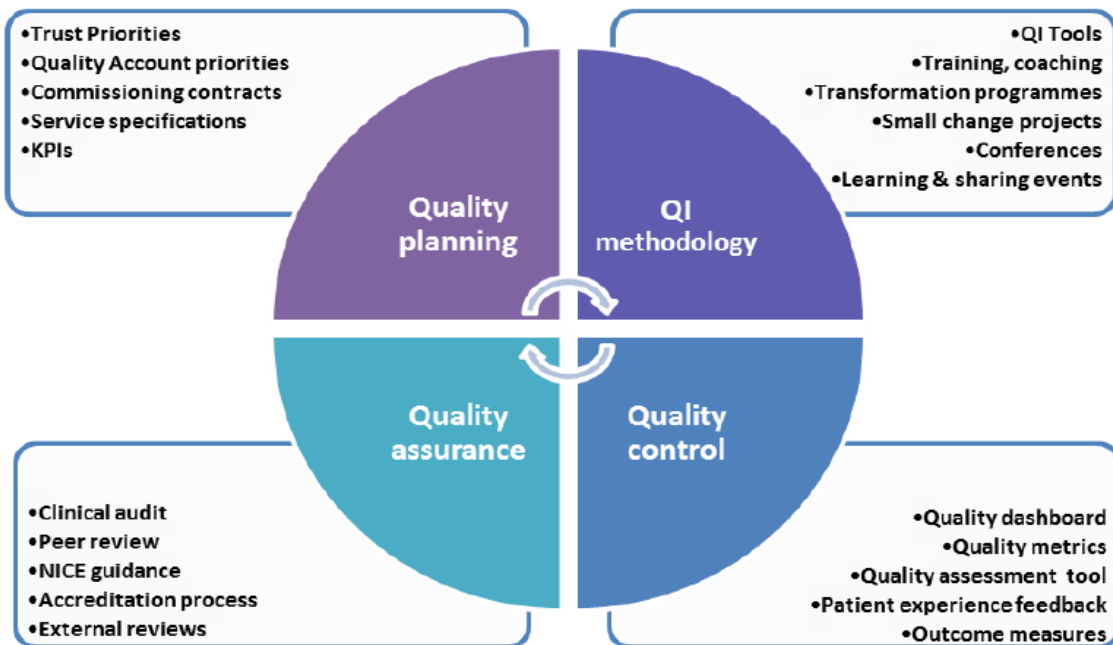 •Trust Priorities
•Quality Account priorities
•Commissioning contracts
•Service specifications
•KPIs
•QI Tools
•Training, coaching
•Transformation programmes
•Small change projects
•Conferences
•Learning & sharing events
Quality
planning
QI
methodology
Quality
assurance
Quality
control
•Clinical audit
•Peer review
•NICE guidance
•Accreditation process
•External reviews
•Quality dashboard
•Quality metrics
•Quality assessment tool
•Patient experience feedback
•Outcome measures